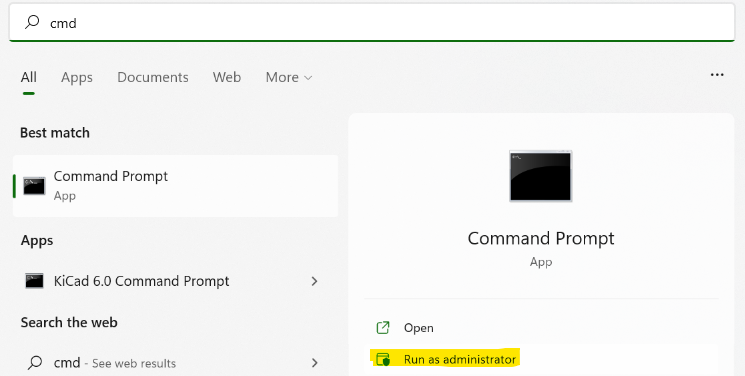 cmd
All Apps Documents Web More
Best match
Command Prompt
App
Apps
KiCad 6.0 Command Prompt
Search the web
cmd - See web results
Command Prompt
App
Open
Run as administrator